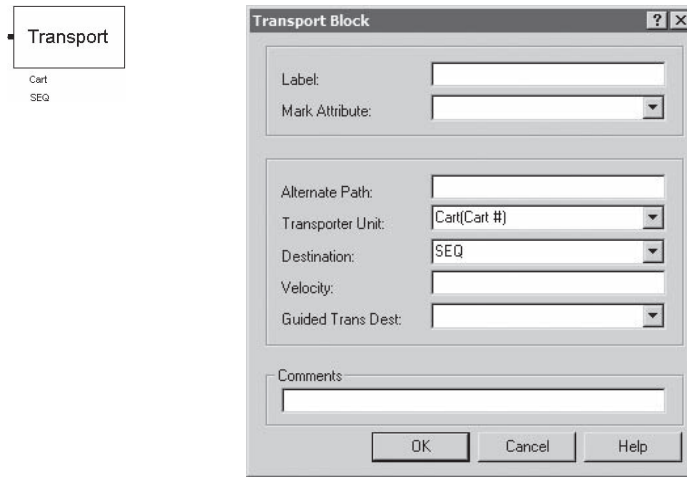 Transport
Cart
SEQ
Transport Block
? X
Label:
Mark Attribute:
Alternate Path:
Transporter Unit: Cart(Cart #)
Destination: SEQ
Velocity:
Guided Trans Dest:
Comments
OK Cancel Help